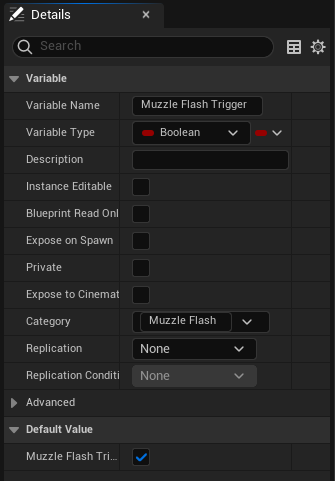 Details
Search
Variable
Variable Name
Muzzle Flash Trigger
Variable Type
Boolean
Description
Instance Editable
Blueprint Read Onl
Expose on Spawn
Private
Expose to Cinemat
Category
Muzzle Flash
Replication
None
Replication Conditi
None
Advanced
Default Value
Muzzle Flash Tri...